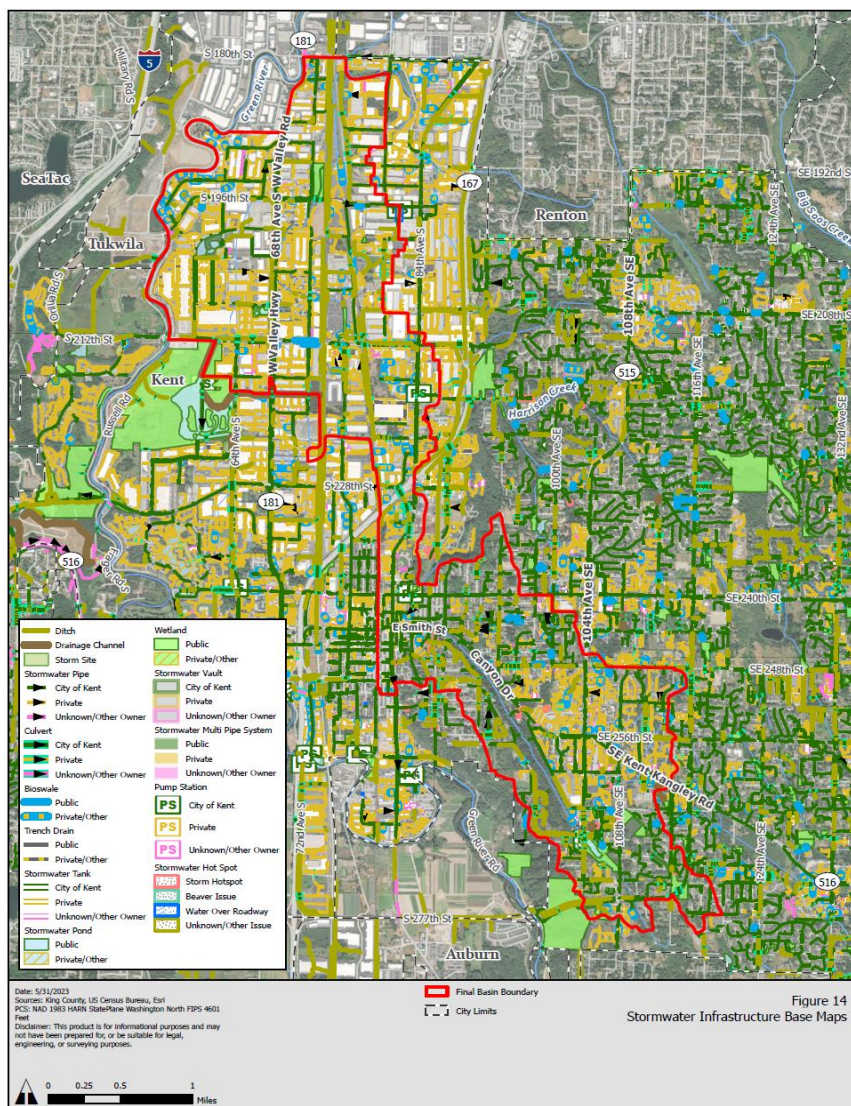 S 180th St
181
5
Military Rd S
Green River
SeaTac
W Valley Rd
167
SE 192nd St
S 196th St
68th Ave S
Renton
124th Ave SE
Big Soos Creek
Tukwila
84th Ave S
108th Ave SE
Orillia Rd S
SE 208th St
S 212th St
W Valley Hwy
515
116th Ave SE
Kent
PS
Harrison Creek
Russell Rd
64th Ave S
100th Ave SE
132nd Ave SE
S 228th St
181
516
Frager Rd S
PS
PS
SE 240th St
104th Ave SE
E Smith St
Canyon Dr
SE 248th St
SE 256th St
SE Kent Kangley Rd
PS
PS
PS
72nd Ave S
108th Ave SE
124th Ave SE
Green River Rd
516
S 277th St
Auburn
Ditch
Drainage Channel
Storm Site
Stormwater Pipe
City of Kent
Private
Unknown/Other Owner
Culvert
City of Kent
Private
Unknown/Other Owner
Bioswale
Public
Private/Other
Trench Drain
Public
Private/Other
Stormwater Tank
City of Kent
Private
Unknown/Other Owner
Stormwater Pond
Public
Private/Other
Wetland
Public
Private/Other
Stormwater Vault
City of Kent
Private
Unknown/Other Owner
Stormwater Multi Pipe System
Public
Private
Unknown/Other Owner
Pump Station
PS City of Kent
PS Private
PS Unknown/Other Owner
Stormwater Hot Spot
Storm Hotspot
Beaver Issue
Water Over Roadway
Unknown/Other Issue
Date: 5/31/2023
Sources: King County, US Census Bureau, Esri
PCS: NAD 1983 HARN StatePlane Washington North FIPS 4601
Feet
Disclaimer: This product is for informational purposes and may
not have been prepared for, or be suitable for legal,
engineering, or surveying purposes.
Final Basin Boundary
City Limits
Figure 14
Stormwater Infrastructure Base Maps
0 0.25 0.5 1
Miles